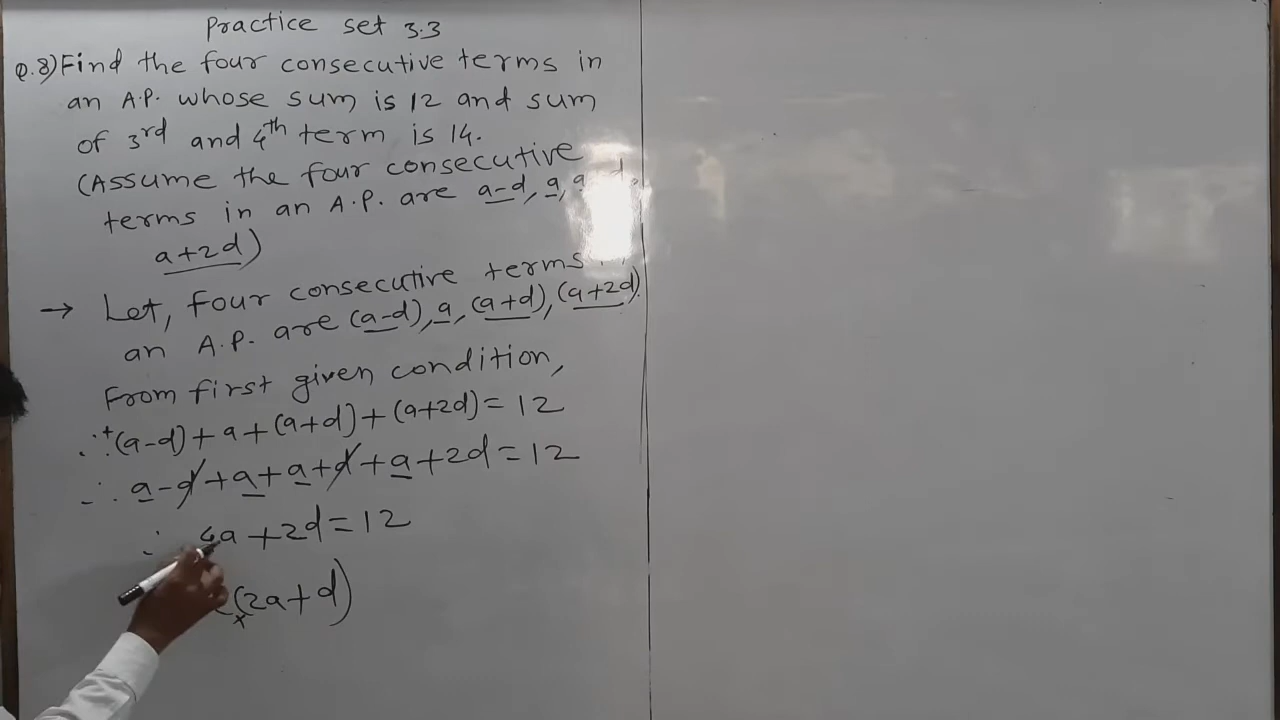 Practice set 3.3
Q.8) Find the four consecutive terms in
an A.P. whose sum is 12 and sum
of 3rd and 4th term is 14.
(Assume the four consecutive
terms in an A.P. are a-d, a,
a+2d)
→ Let, four consecutive terms
an A.P. are (a-d), a, (a+d), (a+2d).
From first given condition,
∴ +(a-d) + a + (a+d) + (a+2d) = 12
∴ a-d + a + a + d + a + 2d = 12
∴ 4a + 2d = 12
(2a+d)
+